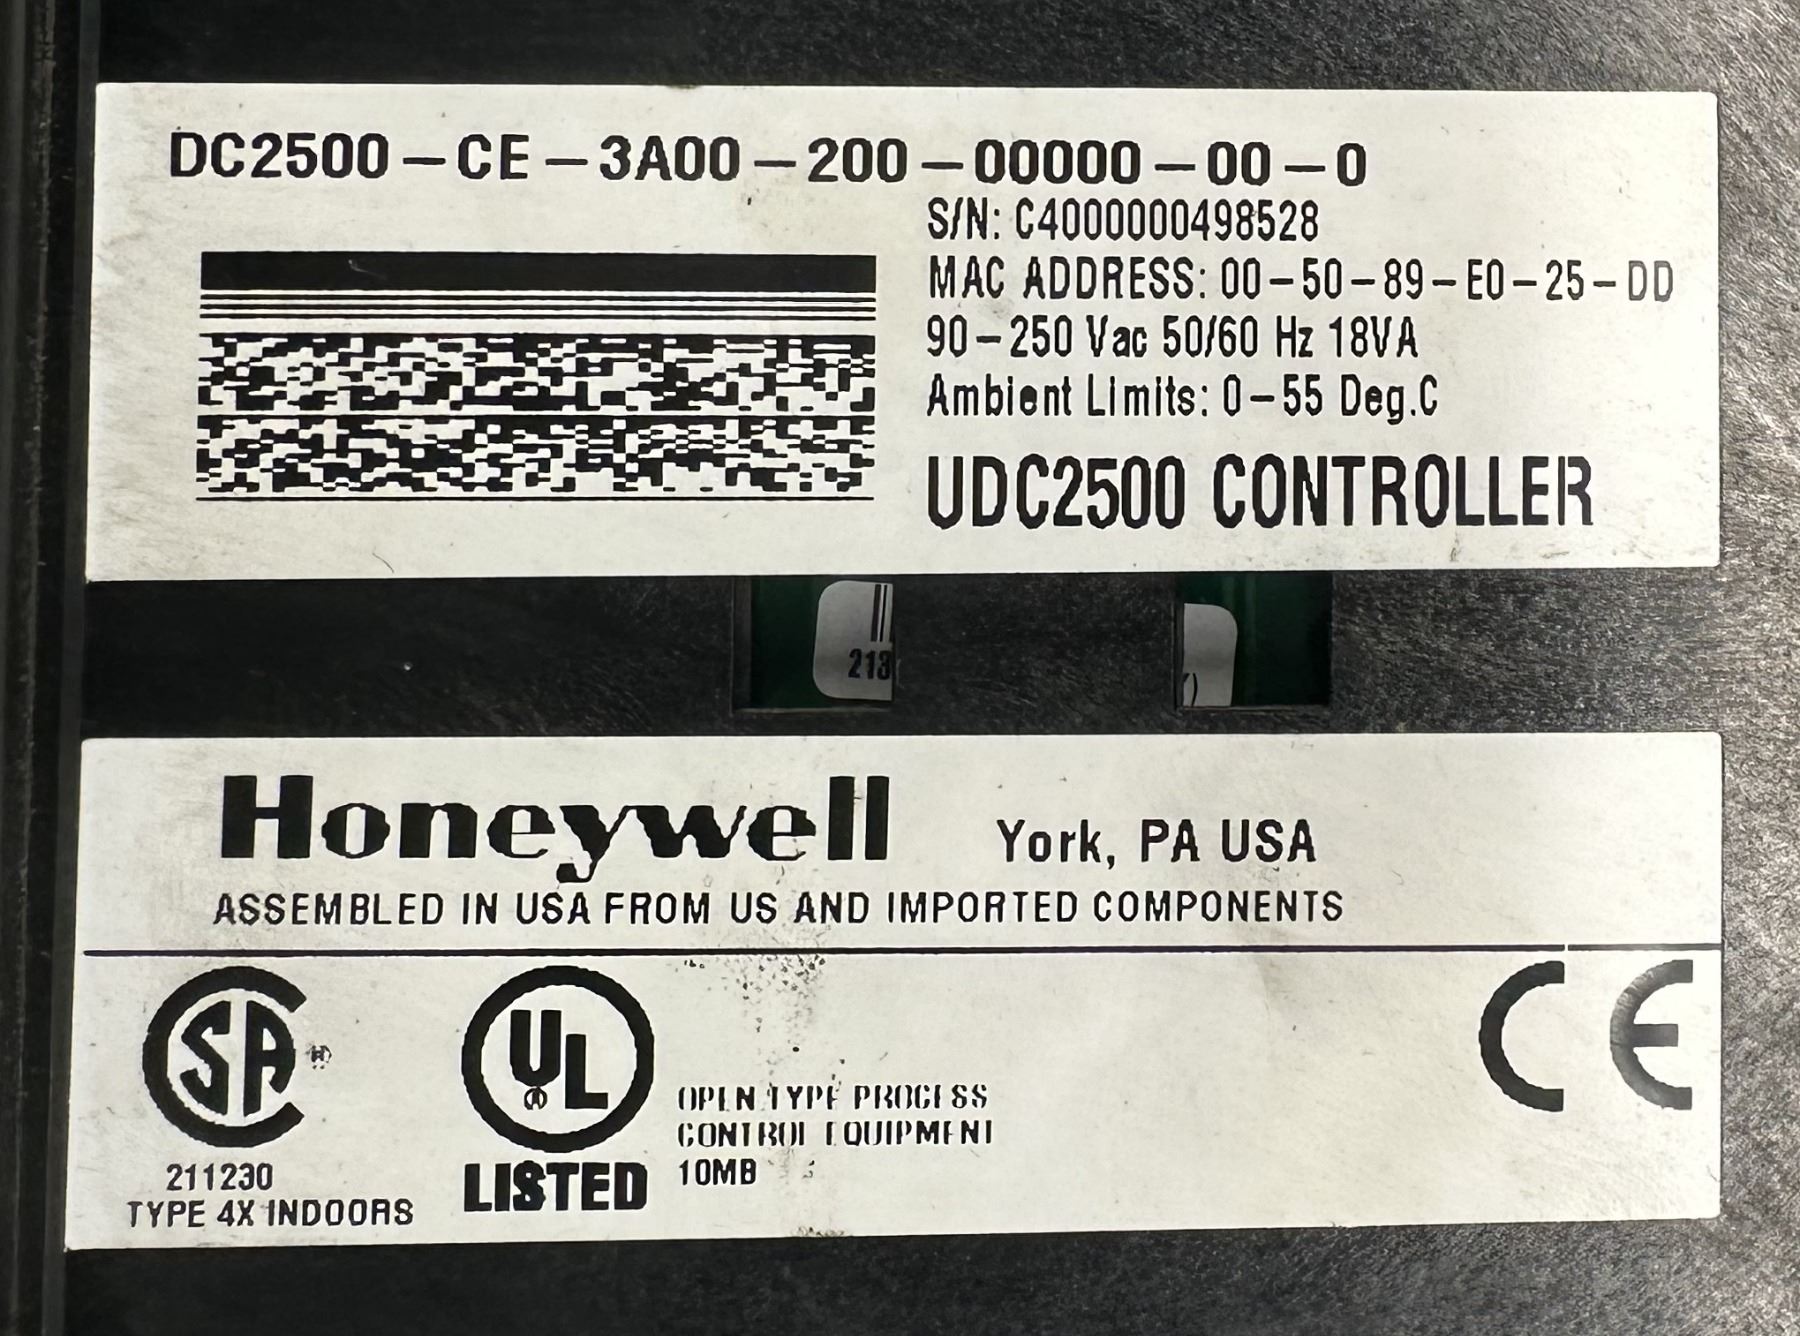 DC2500-CE-3A00-200-00000-00-0
S/N: C4000000498528
MAC ADDRESS: 00-50-89-E0-25-DD
90-250 Vac 50/60 Hz 18VA
Ambient Limits: 0-55 Deg.C
UDC2500 CONTROLLER
213
Honeywell York, PA USA
ASSEMBLED IN USA FROM US AND IMPORTED COMPONENTS
SA
UL
CE
OPEN TYPE PROCESS
CONTROL EQUIPMENT
10MB
LISTED
211230
TYPE 4X INDOORS